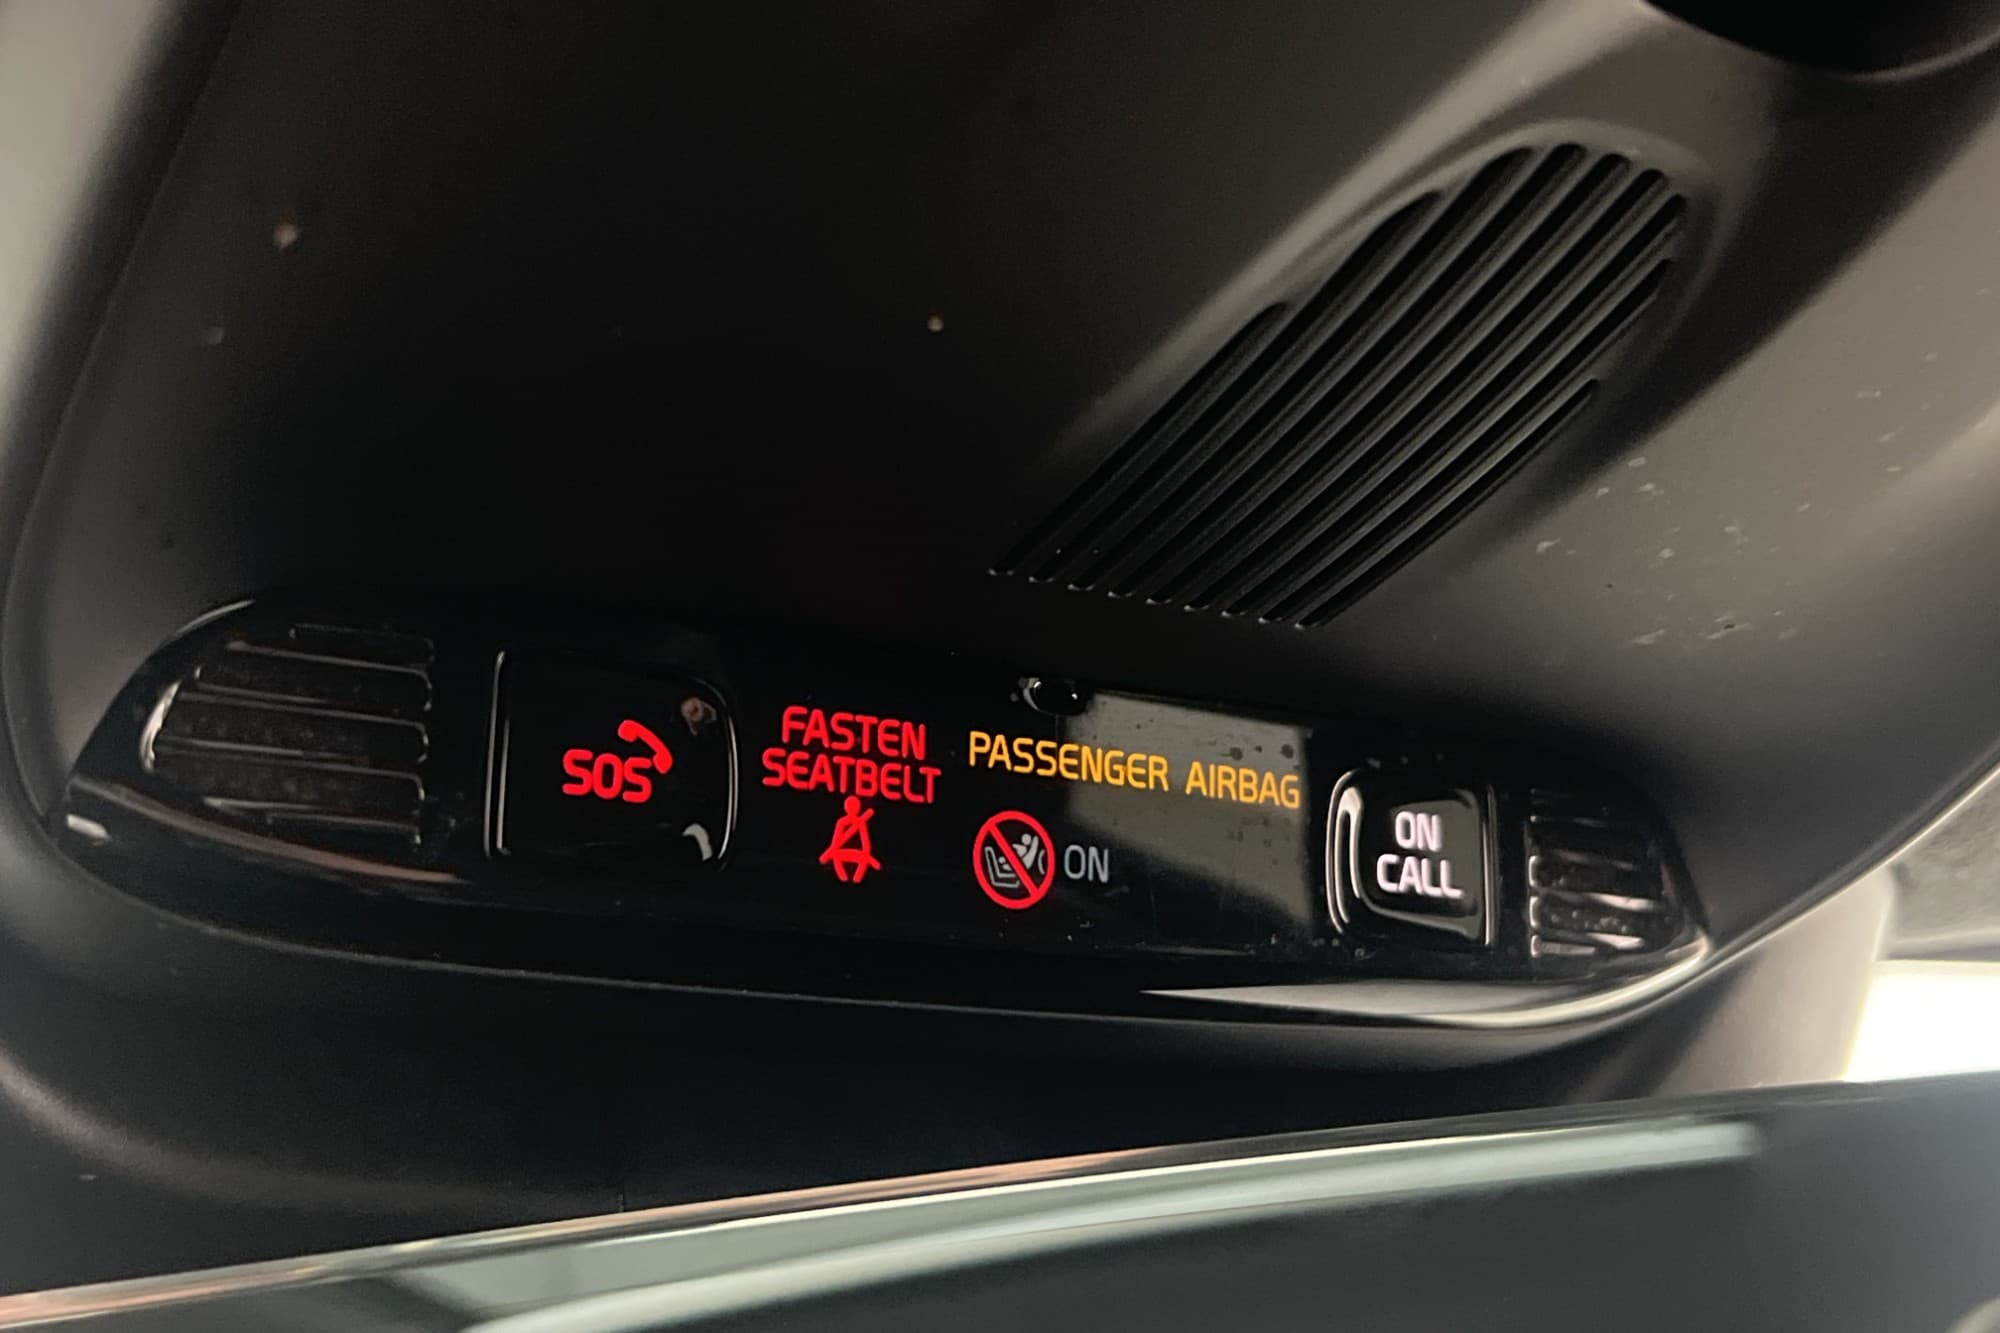 SOS
FASTEN
SEATBELT
PASSENGER AIRBAG
ON
ON
CALL